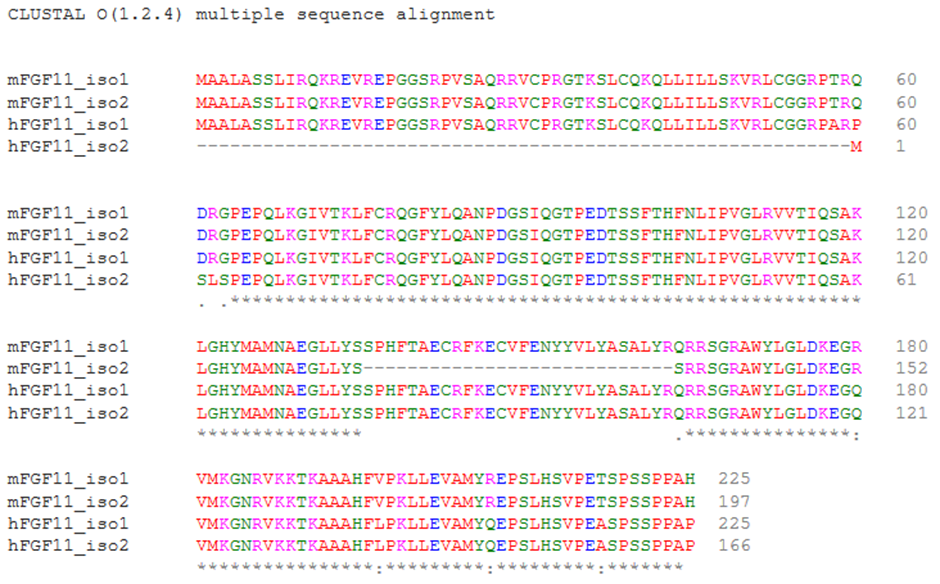 CLUSTAL O(1.2.4) multiple sequence alignment
mFGF11_iso1 MAALASSLIRQKREVREPGGSRPVSAQRRVCPRGTKSLCQKQLLILLSKVRLCGGRPTRQ 60
mFGF11_iso2 MAALASSLIRQKREVREPGGSRPVSAQRRVCPRGTKSLCQKQLLILLSKVRLCGGRPTRQ 60
hFGF11_iso1 MAALASSLIRQKREVREPGGSRPVSAQRRVCPRGTKSLCQKQLLILLSKVRLCGGRPARP 60
hFGF11_iso2 -----------------------------------------------------------M 1
mFGF11_iso1 DRGPEPQLKGIVTKLFCRQGFYLQANPDGSIQGTPEDTSSFTHFNLIPVGLRVVTIQSAK 120
mFGF11_iso2 DRGPEPQLKGIVTKLFCRQGFYLQANPDGSIQGTPEDTSSFTHFNLIPVGLRVVTIQSAK 120
hFGF11_iso1 DRGPEPQLKGIVTKLFCRQGFYLQANPDGSIQGTPEDTSSFTHFNLIPVGLRVVTIQSAK 120
hFGF11_iso2 SLSPEPQLKGIVTKLFCRQGFYLQANPDGSIQGTPEDTSSFTHFNLIPVGLRVVTIQSAK 61
. .*********************************************************
mFGF11_iso1 LGHYMAMNAEGLLYSSPHFTAECRFKECVFENYYVLYASALYRQRRSGRAWYLGLDKEGR 180
mFGF11_iso2 LGHYMAMNAEGLLYS----------------------------SRRSGRAWYLGLDKEGR 152
hFGF11_iso1 LGHYMAMNAEGLLYSSPHFTAECRFKECVFENYYVLYASALYRQRRSGRAWYLGLDKEGQ 180
hFGF11_iso2 LGHYMAMNAEGLLYSSPHFTAECRFKECVFENYYVLYASALYRQRRSGRAWYLGLDKEGQ 121
***************                            .***************:
mFGF11_iso1 VMKGNRVKKTKAAAHFVPKLLEVAMYREPSLHSVPETSPSSPPAH 225
mFGF11_iso2 VMKGNRVKKTKAAAHFVPKLLEVAMYREPSLHSVPETSPSSPPAH 197
hFGF11_iso1 VMKGNRVKKTKAAAHFLPKLLEVAMYQEPSLHSVPEASPSSPPAP 225
hFGF11_iso2 VMKGNRVKKTKAAAHFLPKLLEVAMYQEPSLHSVPEASPSSPPAP 166
****************:*********:*********:*******